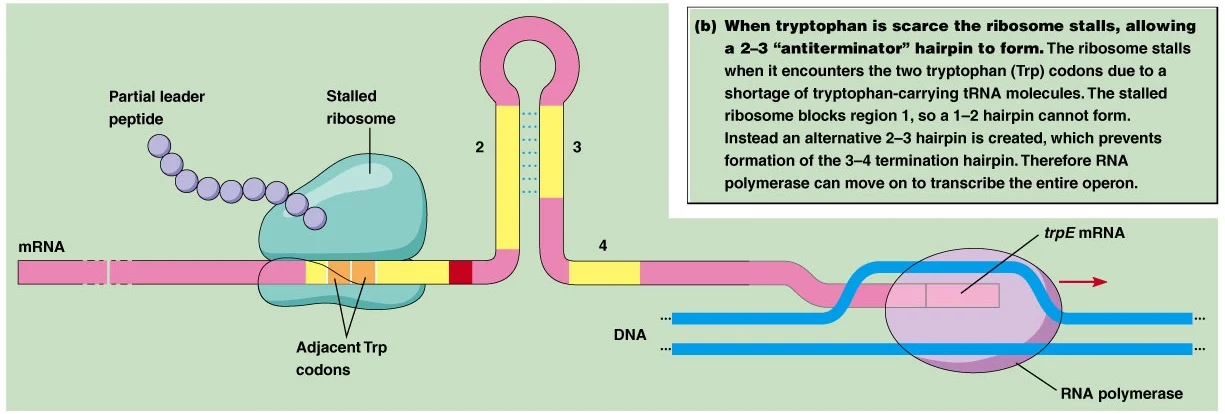 (b) When tryptophan is scarce the ribosome stalls, allowing
a 2–3 “antiterminator” hairpin to form. The ribosome stalls
when it encounters the two tryptophan (Trp) codons due to a
shortage of tryptophan-carrying tRNA molecules. The stalled
ribosome blocks region 1, so a 1–2 hairpin cannot form.
Instead an alternative 2–3 hairpin is created, which prevents
formation of the 3–4 termination hairpin. Therefore RNA
polymerase can move on to transcribe the entire operon.
Partial leader
peptide
Stalled
ribosome
2
3
mRNA
4
trpE mRNA
Adjacent Trp
codons
DNA
...
...
...
...
RNA polymerase